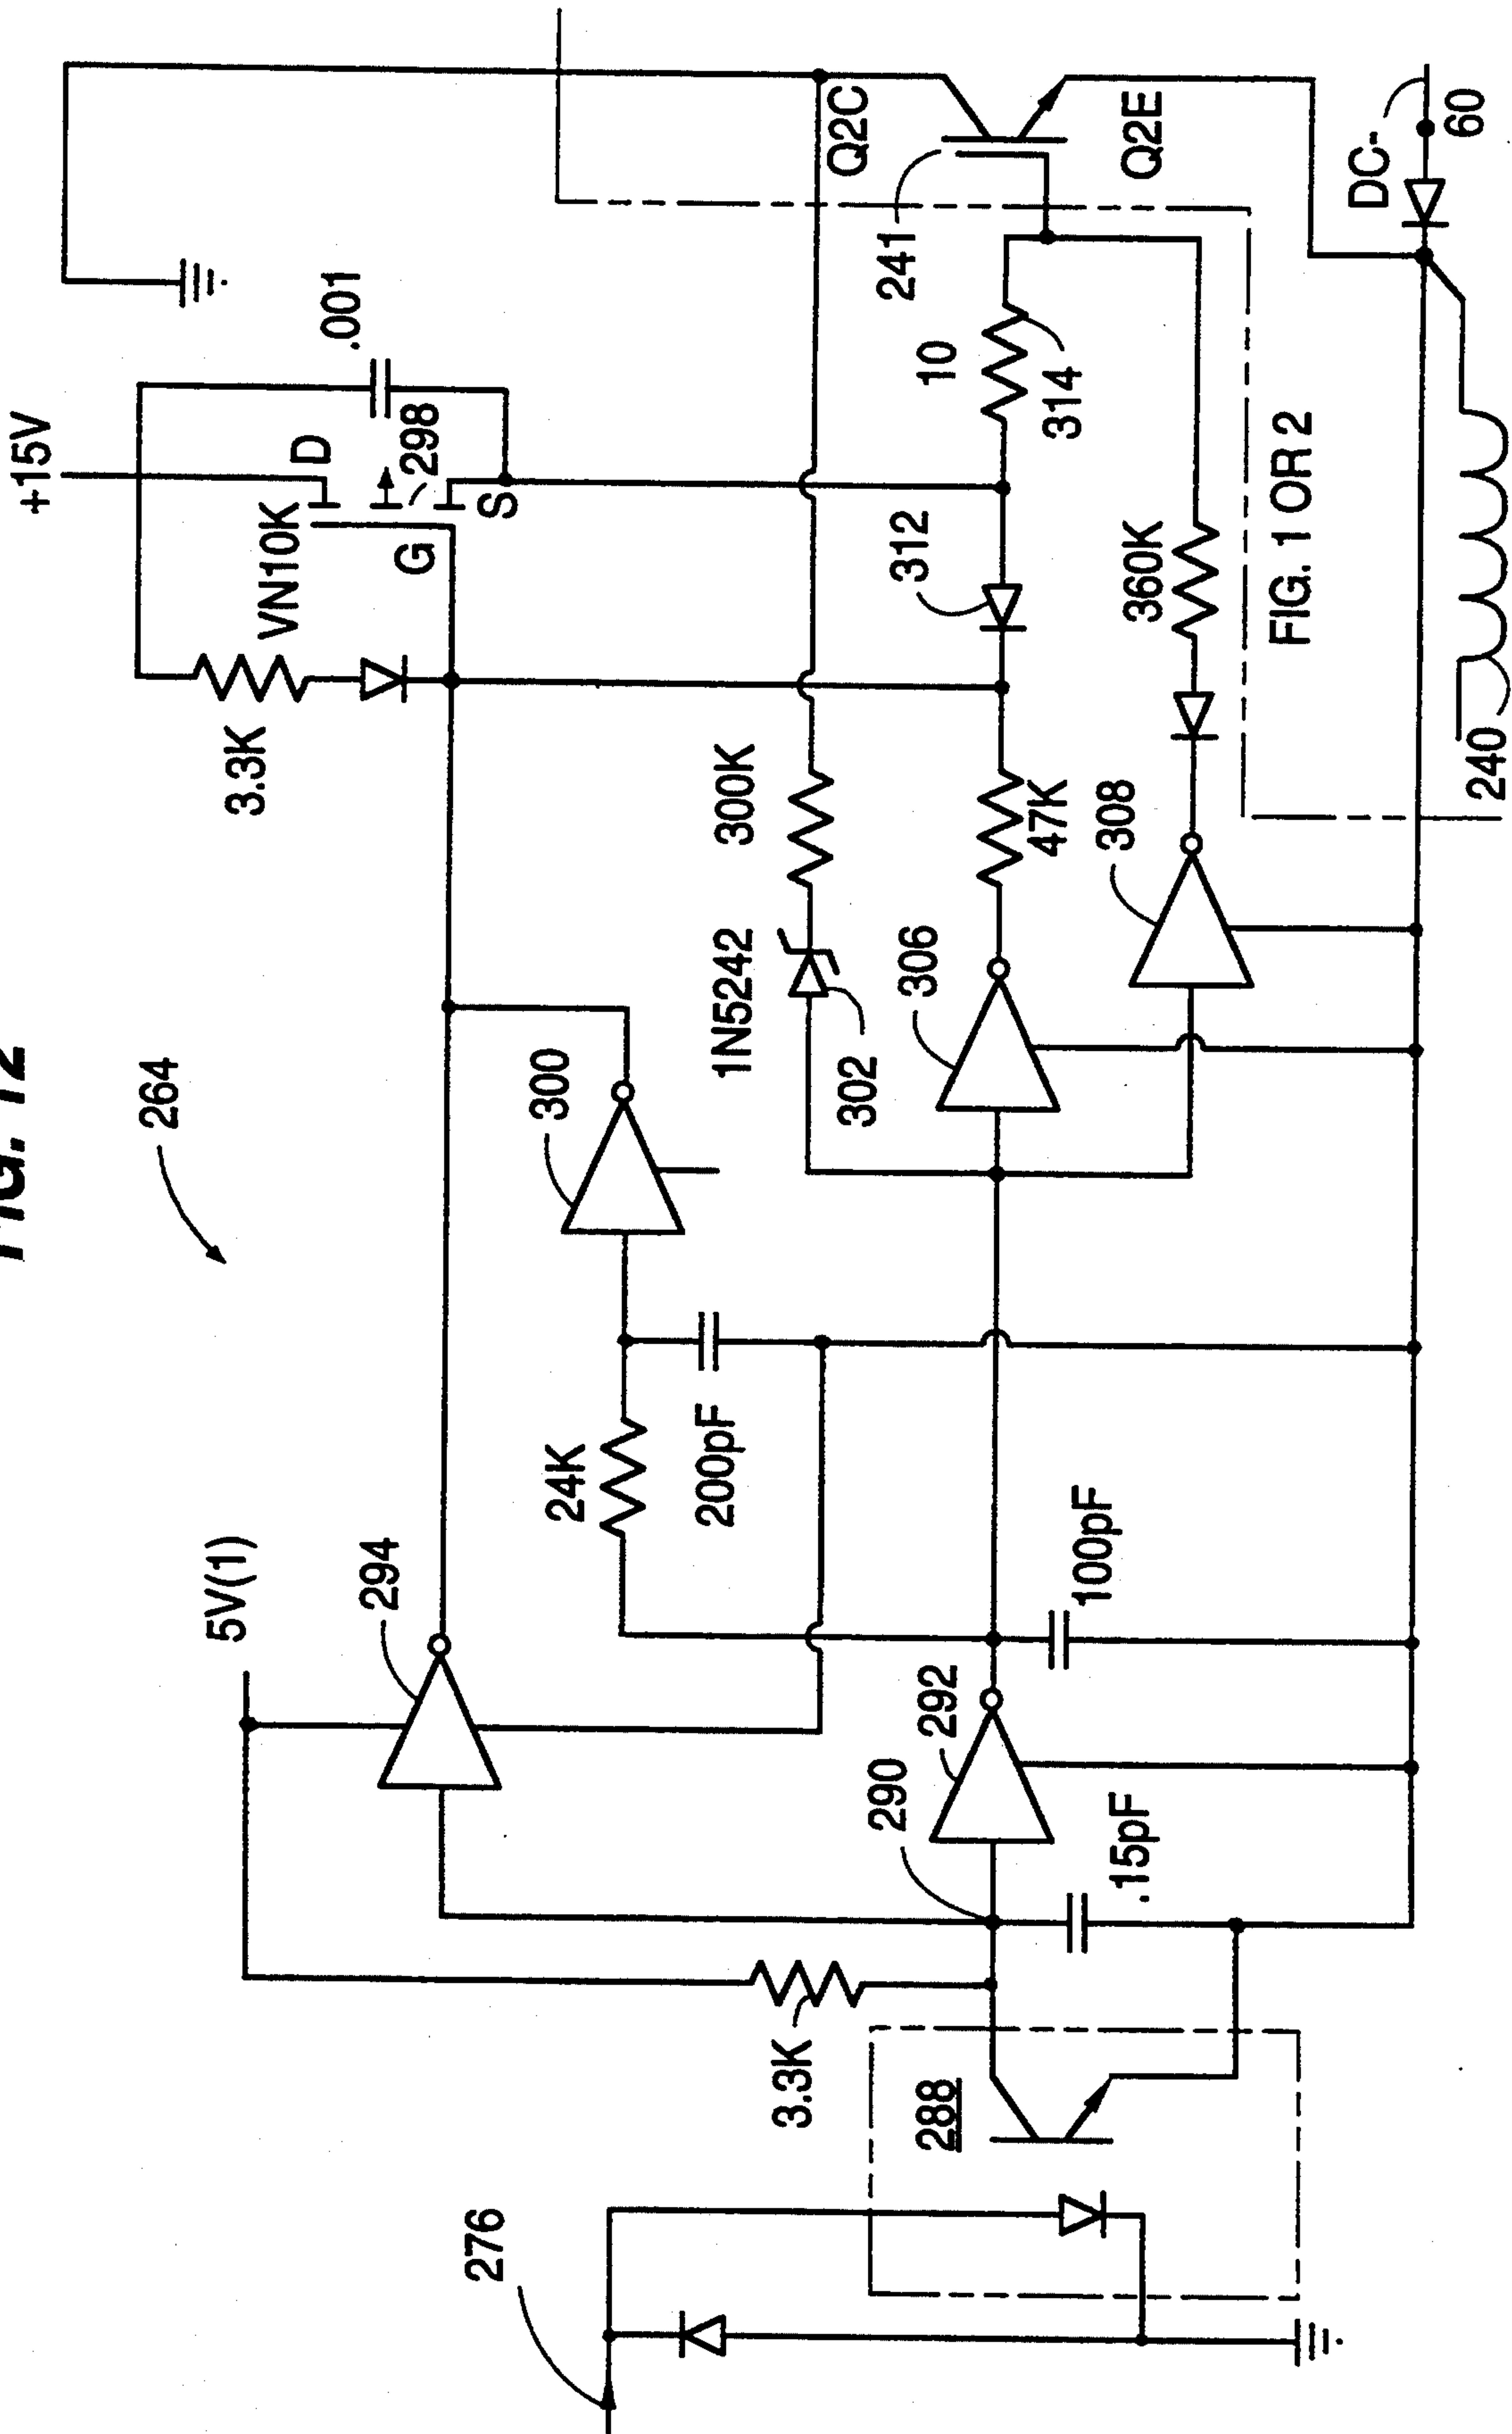 FIG. 12
264
+15V
VN10K
D
G
S
298
.001
3.3K
5V(1)
294
300
24K
200pF
1N5242
302
300K
Q2C
241
Q2E
10
314
312
306
47K
308
360K
FIG. 1 OR 2
DC-
60
240
276
288
3.3K
290
292
.15pF
100pF